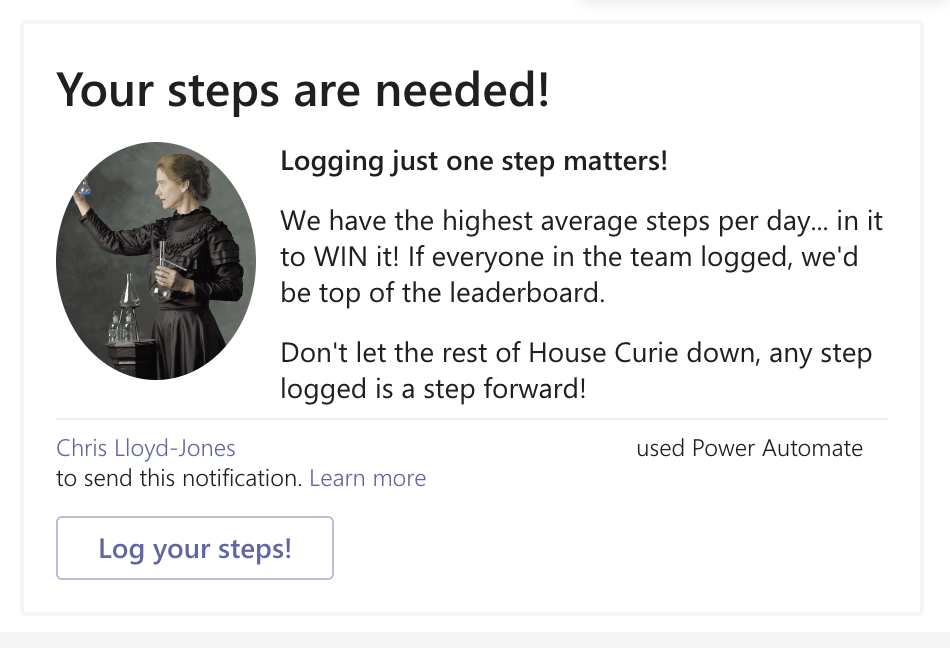 Your steps are needed!
Logging just one step matters!
We have the highest average steps per day... in it
to WIN it! If everyone in the team logged, we'd
be top of the leaderboard.
Don't let the rest of House Curie down, any step
logged is a step forward!
Chris Lloyd-Jones used Power Automate
to send this notification. Learn more
Log your steps!